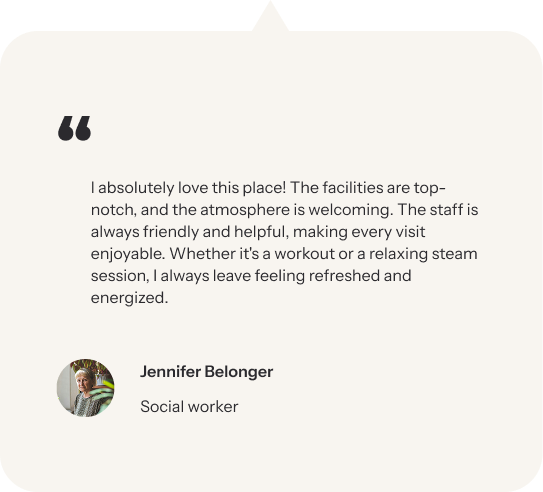 “
I absolutely love this place! The facilities are top-
notch, and the atmosphere is welcoming. The staff is
always friendly and helpful, making every visit
enjoyable. Whether it's a workout or a relaxing steam
session, I always leave feeling refreshed and
energized.
Jennifer Belonger
Social worker